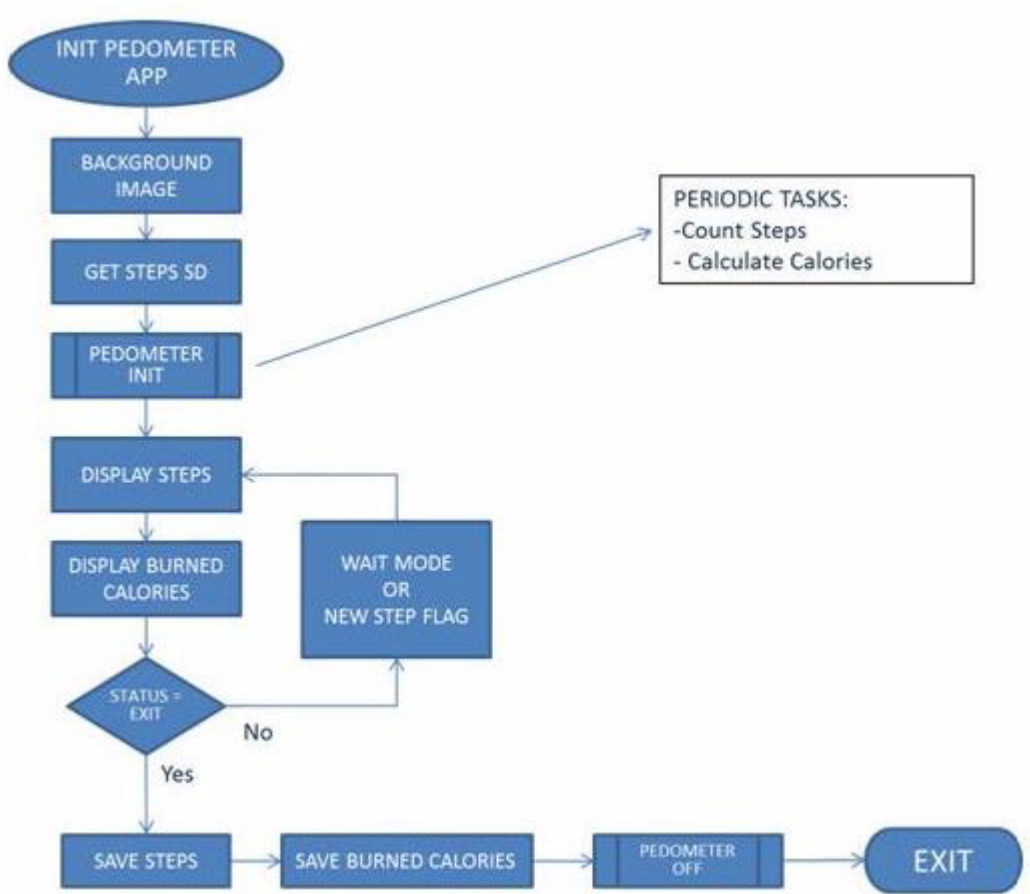 INIT PEDOMETER
APP
BACKGROUND
IMAGE
GET STEPS SD
PEDOMETER
INIT
PERIODIC TASKS:
-Count Steps
- Calculate Calories
DISPLAY STEPS
DISPLAY BURNED
CALORIES
WAIT MODE
OR
NEW STEP FLAG
STATUS =
EXIT
No
Yes
SAVE STEPS
SAVE BURNED CALORIES
PEDOMETER
OFF
EXIT